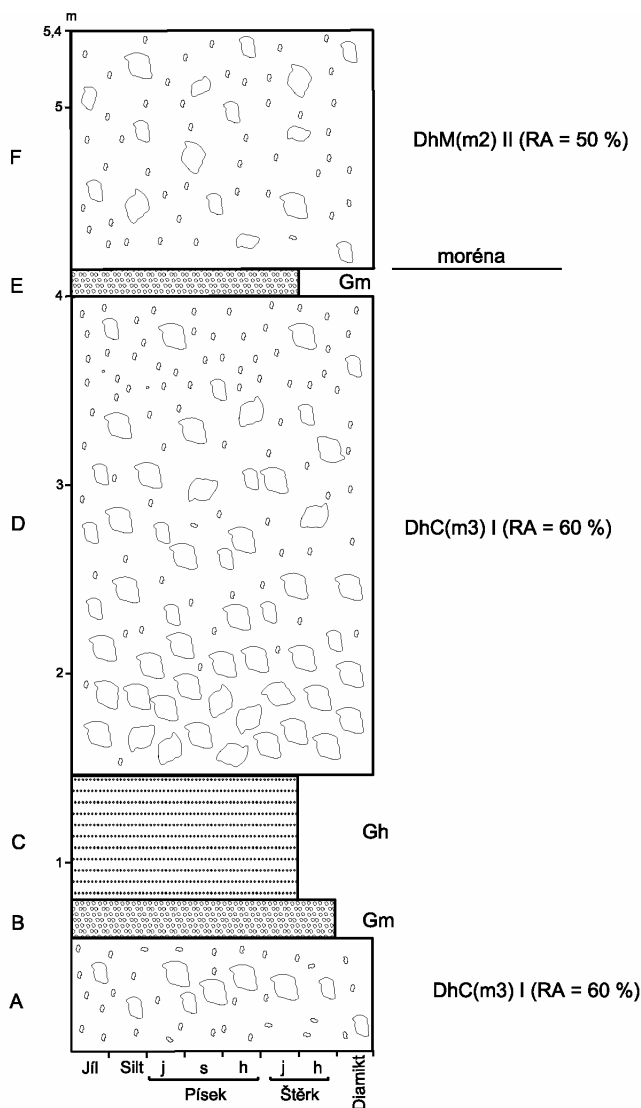 m
5,4
5
F
DhM(m2) II (RA = 50 %)
moréna
E
Gm
4
3
D
DhC(m3) I (RA = 60 %)
2
C
Gh
1
B
Gm
A
DhC(m3) I (RA = 60 %)
Jíl Silt j s h j h Diamikt
Písek Štěrk